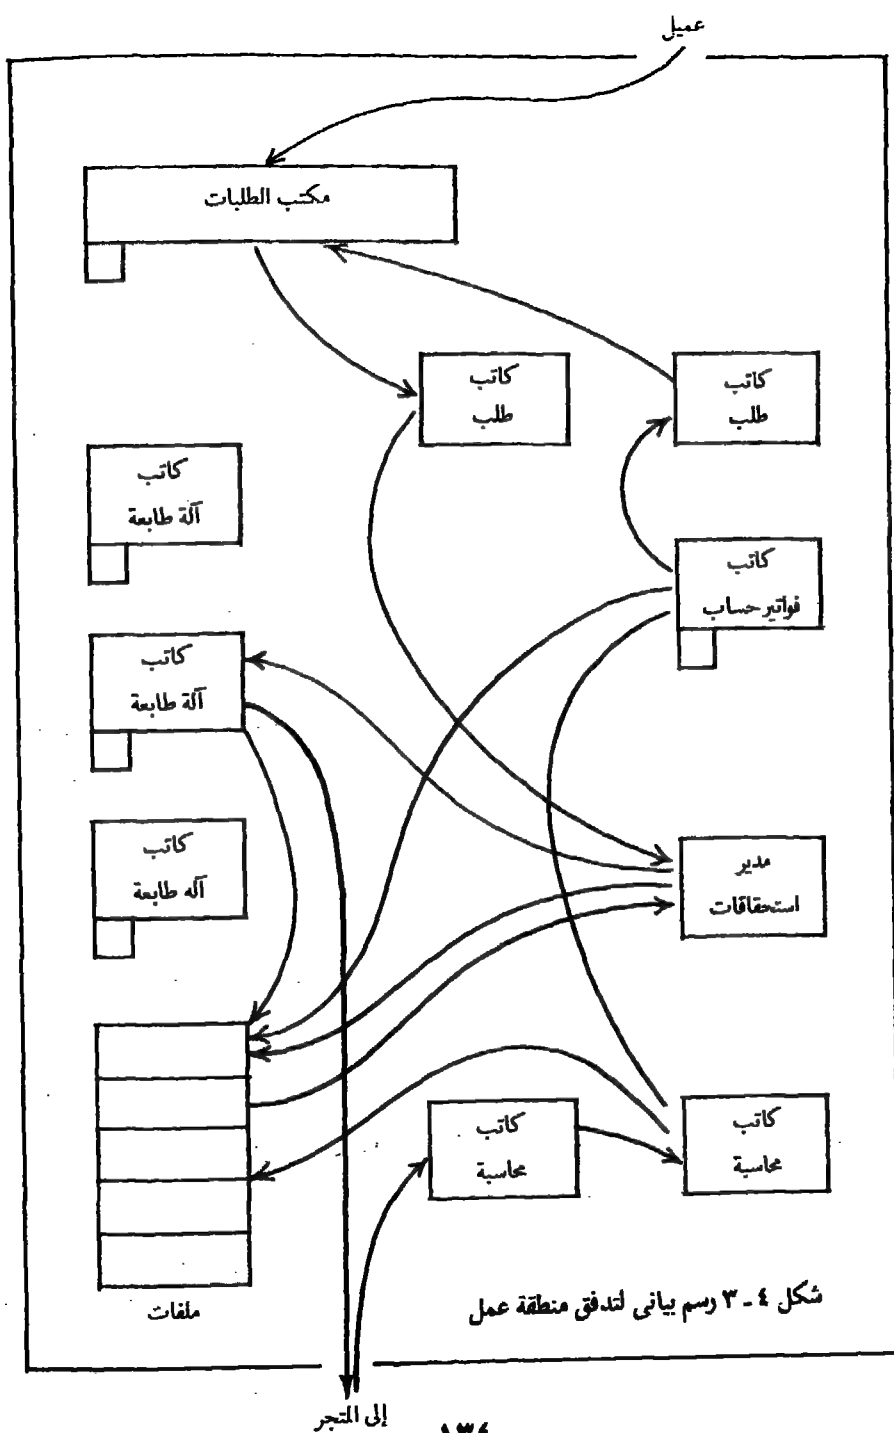 عميل
مكتب الطلبات
كاتب
طلب
كاتب
طلب
كاتب
آلة طابعة
كاتب
فواتير حساب
كاتب
آلة طابعة
كاتب
آله طابعة
مدير
استحقاقات
كاتب
محاسبة
كاتب
محاسبة
ملفات
شكل ٤ - ٣ رسم بيانى لتدفق منطقة عمل
إلى المتجر